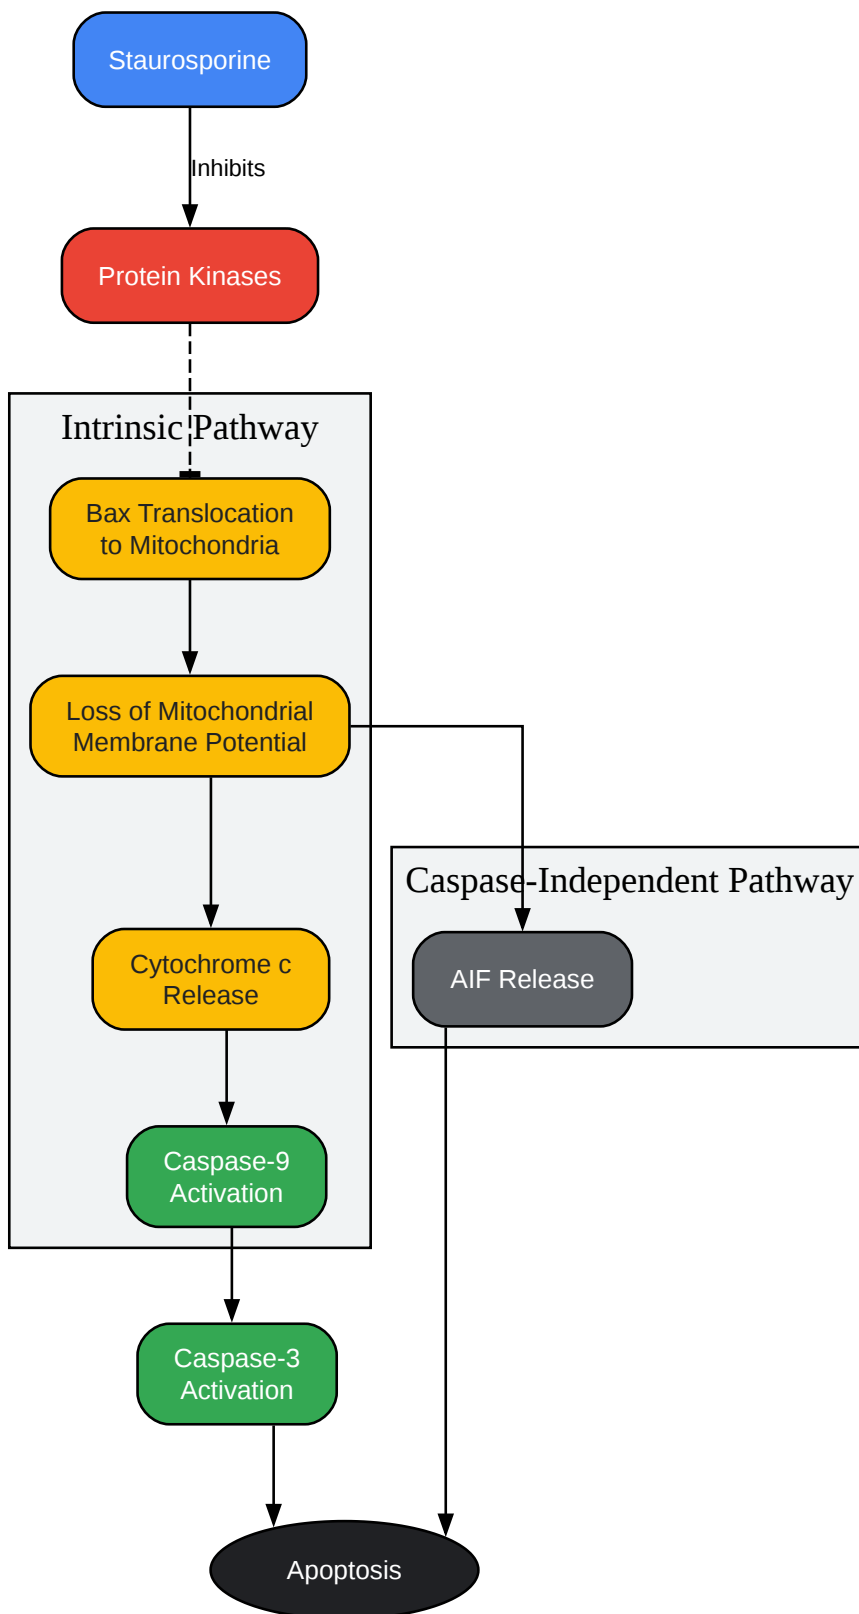 Staurosporine
Inhibits
Protein Kinases
Intrinsic Pathway
Bax Translocation
to Mitochondria
Loss of Mitochondrial
Membrane Potential
Caspase-Independent Pathway
Cytochrome c
Release
AIF Release
Caspase-9
Activation
Caspase-3
Activation
Apoptosis